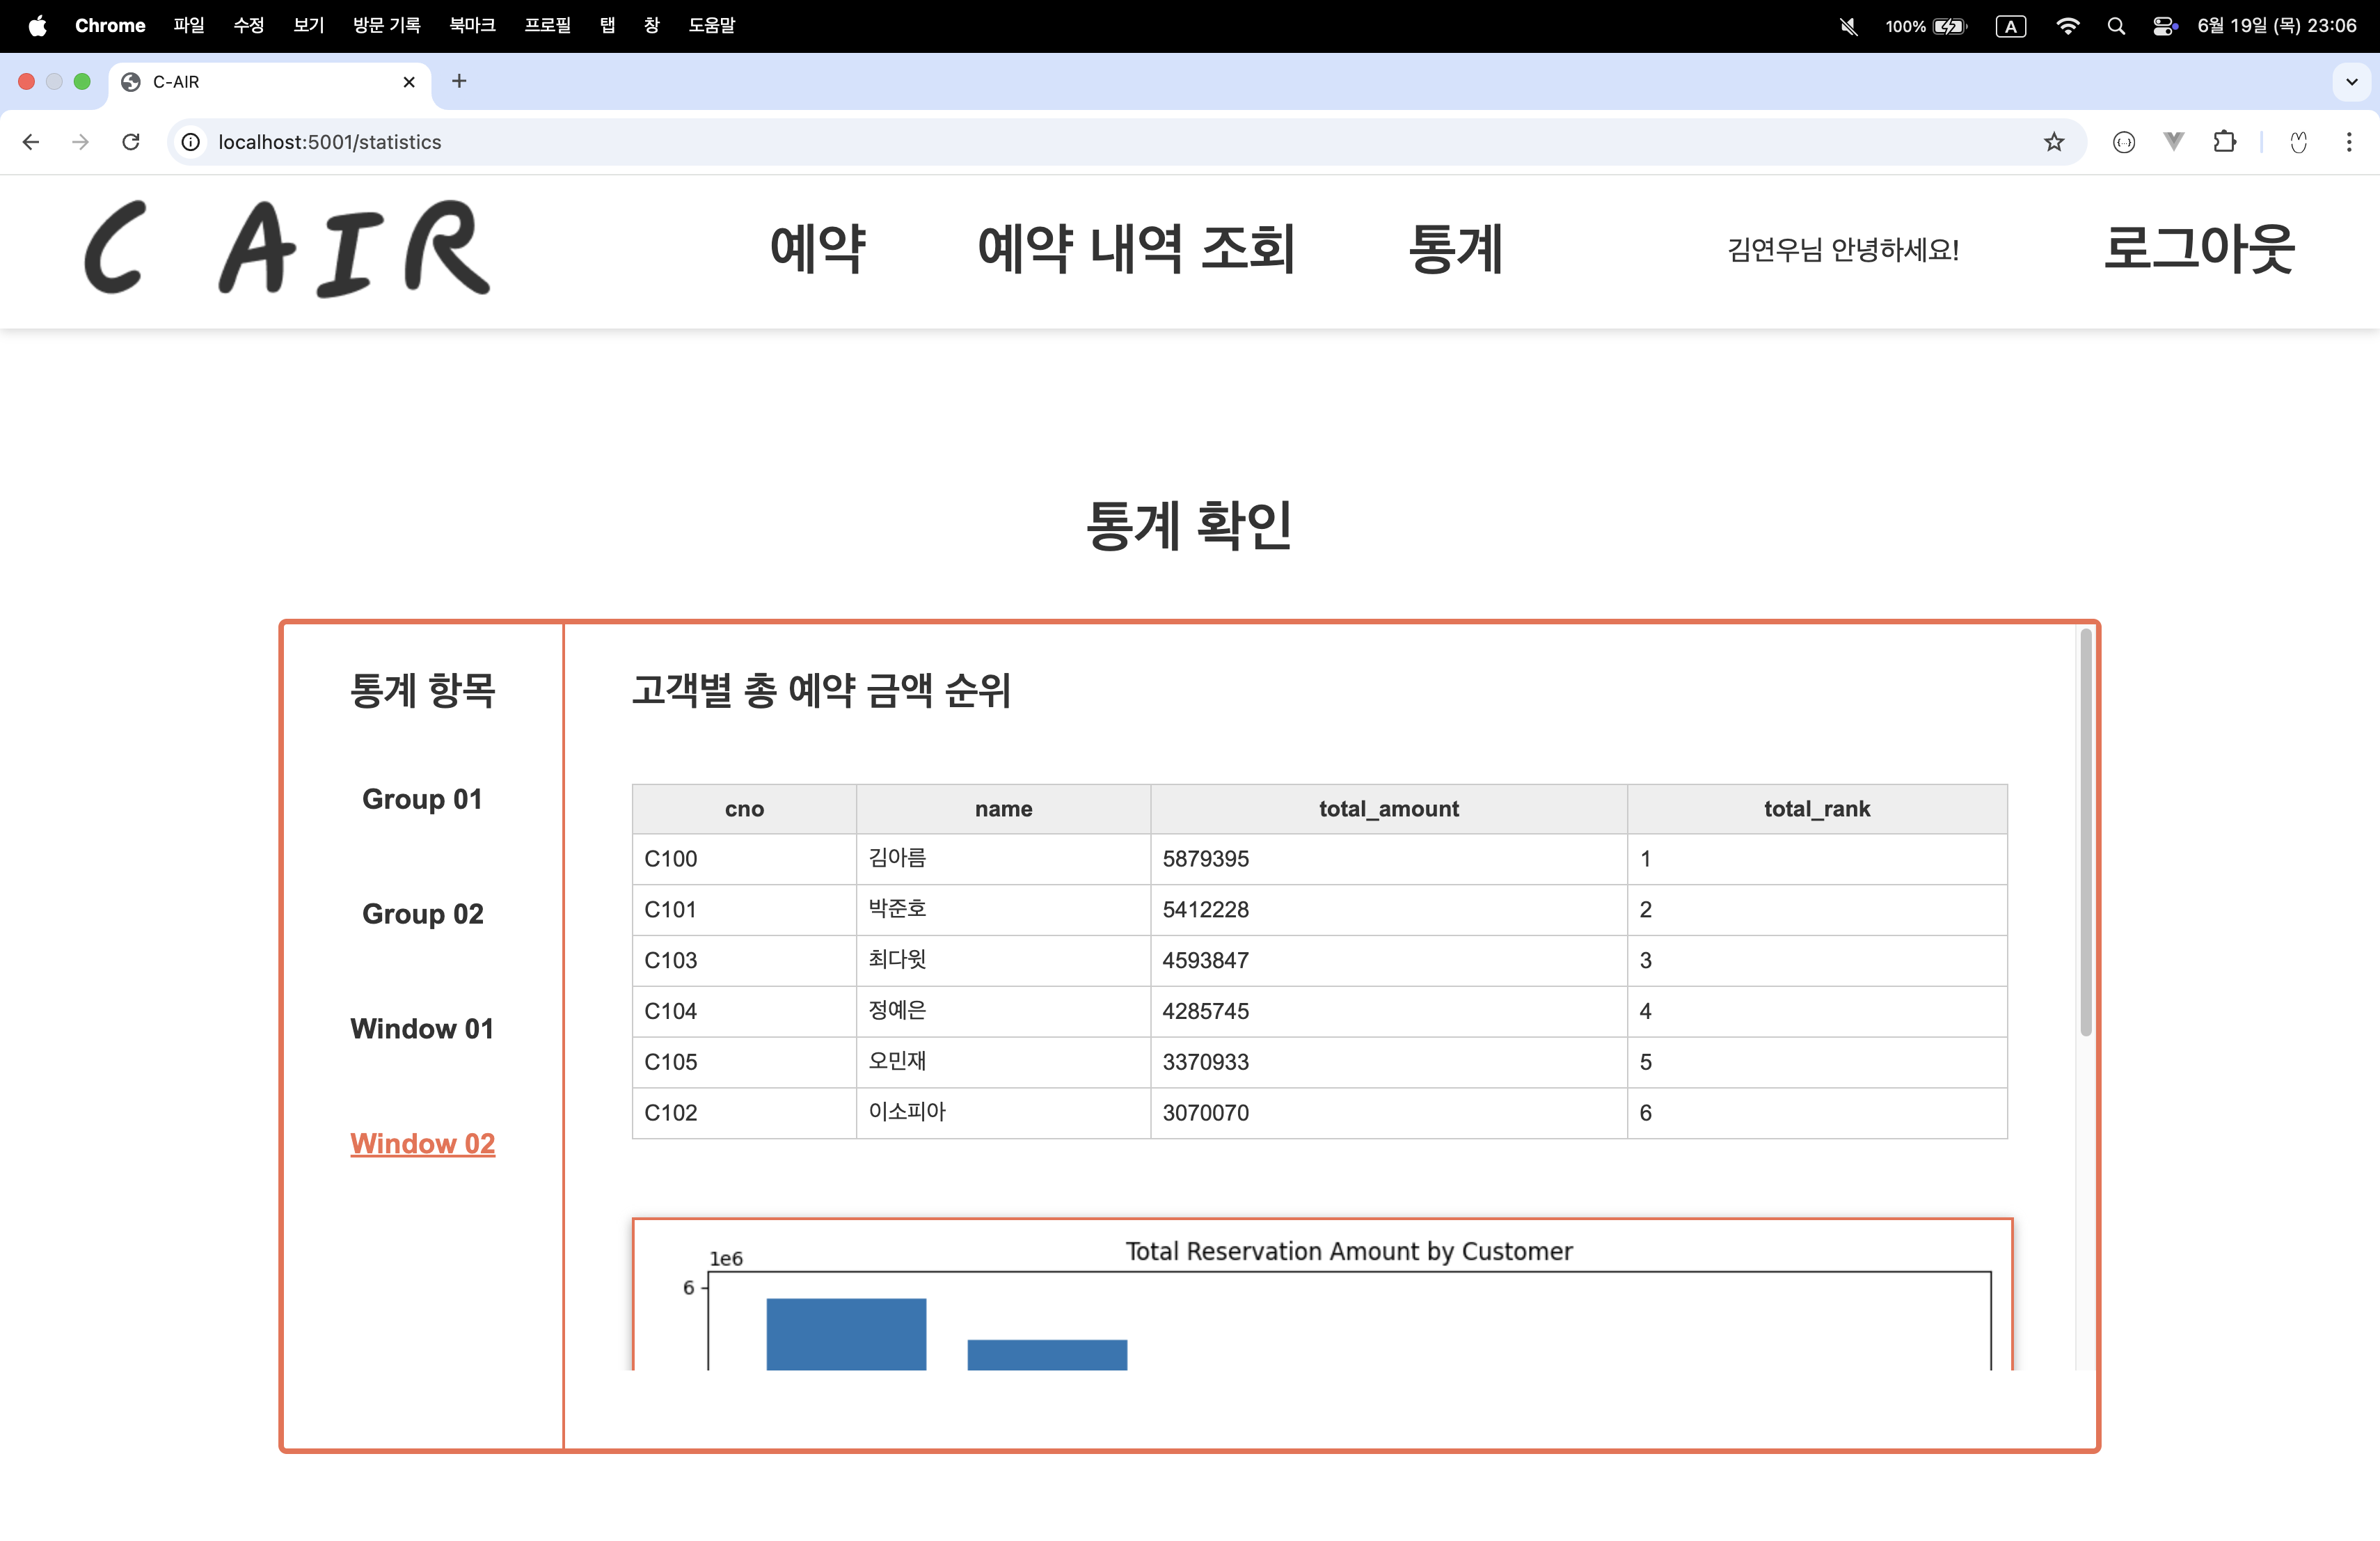 Chrome 파일 수정 보기 방문 기록 북마크 프로필 탭 창 도움말 100% A 6월 19일 (목) 23:06
C-AIR
localhost:5001/statistics
C AIR 예약 예약 내역 조회 통계 김연우님 안녕하세요! 로그아웃
통계 확인
통계 항목
Group 01
Group 02
Window 01
Window 02
고객별 총 예약 금액 순위
cno name total_amount total_rank
C100 김아름 5879395 1
C101 박준호 5412228 2
C103 최다윗 4593847 3
C104 정예은 4285745 4
C105 오민재 3370933 5
C102 이소피아 3070070 6
Total Reservation Amount by Customer
1e6
6